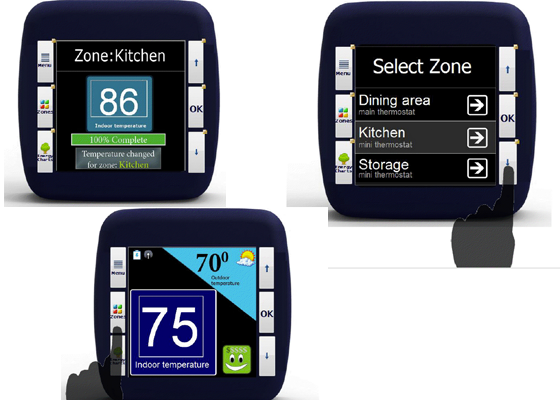 Zone:Kitchen
Menu
↑
86
Zones
OK
Indoor temperature
100% Complete
Energy
Charts
↓
Temperature changed
for zone: Kitchen
Select Zone
Menu
↑
Dining area
main thermostat
Zones
OK
Kitchen
mini thermostat
Energy
Charts
↓
Storage
mini thermostat
70⁰
Outdoor
temperature
Menu
↑
75
Zones
OK
↓
$$$$$
Indoor temperature